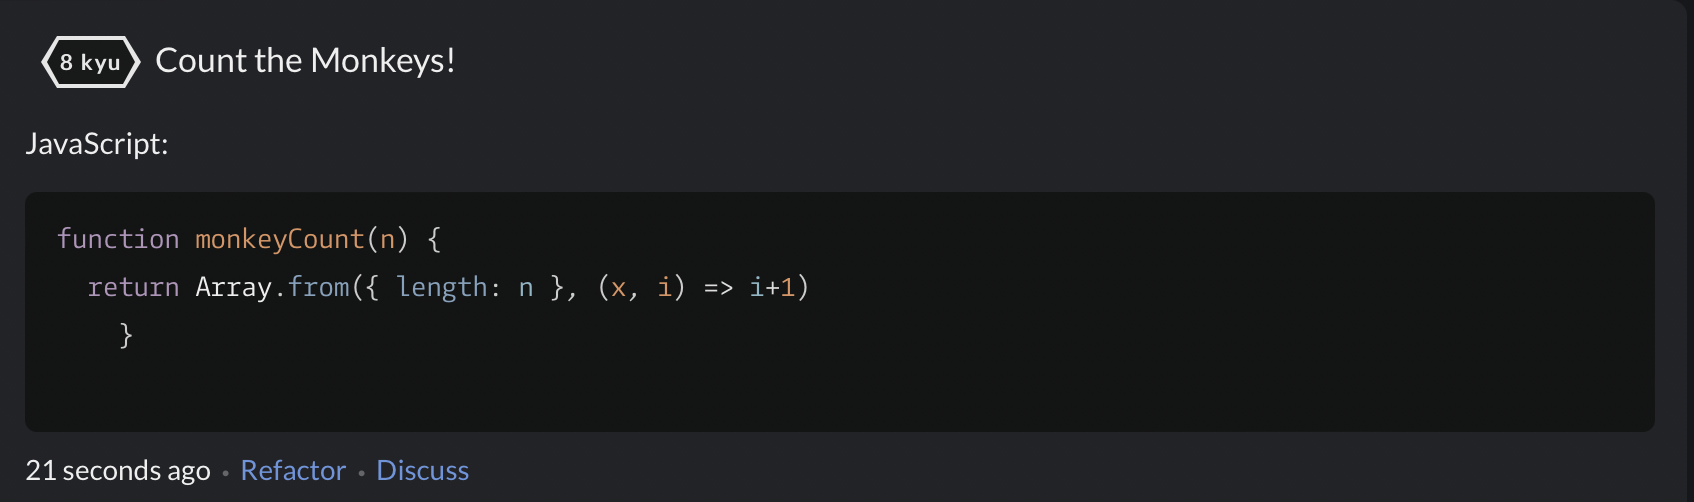 8 kyu Count the Monkeys!
JavaScript:
function monkeyCount(n) {
  return Array.from({ length: n }, (x, i) => i+1)
    }
21 seconds ago • Refactor • Discuss